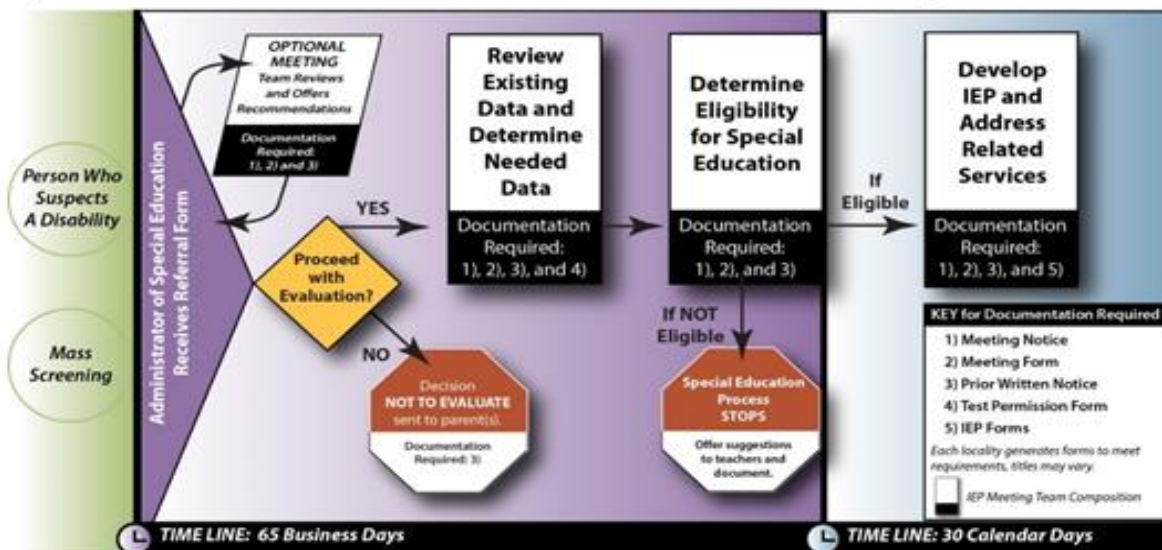 Person Who
Suspects
A Disability
Mass
Screening
Administrator of Special Education
Receives Referral Form
OPTIONAL
MEETING
Team Reviews
and Offers
Recommendations
Documentation
Required:
1), 2) and 3)
Proceed
with
Evaluation?
YES
NO
Decision
NOT TO EVALUATE
sent to parent(s).
Documentation
Required: 3)
Review
Existing
Data and
Determine
Needed
Data
Documentation
Required:
1), 2), 3), and 4)
Determine
Eligibility
for Special
Education
Documentation
Required:
1), 2), and 3)
If NOT
Eligible
Special Education
Process
STOPS
Offer suggestions
to teachers and
document.
If
Eligible
Develop
IEP and
Address
Related
Services
Documentation
Required:
1), 2), 3), and 5)
KEY for Documentation Required
1) Meeting Notice
2) Meeting Form
3) Prior Written Notice
4) Test Permission Form
5) IEP Forms
Each locality generates forms to meet
requirements, titles may vary.
IEP Meeting Team Composition
TIME LINE: 65 Business Days
TIME LINE: 30 Calendar Days